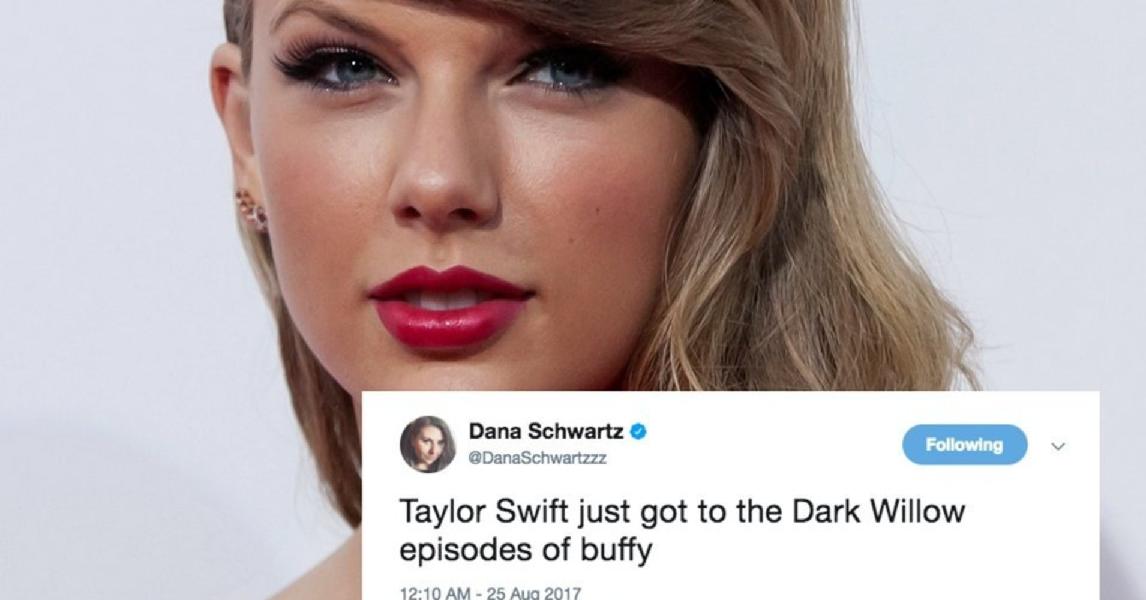 Dana Schwartz
@DanaSchwartzzz
Following
Taylor Swift just got to the Dark Willow
episodes of buffy
12:10 AM - 25 Aug 2017